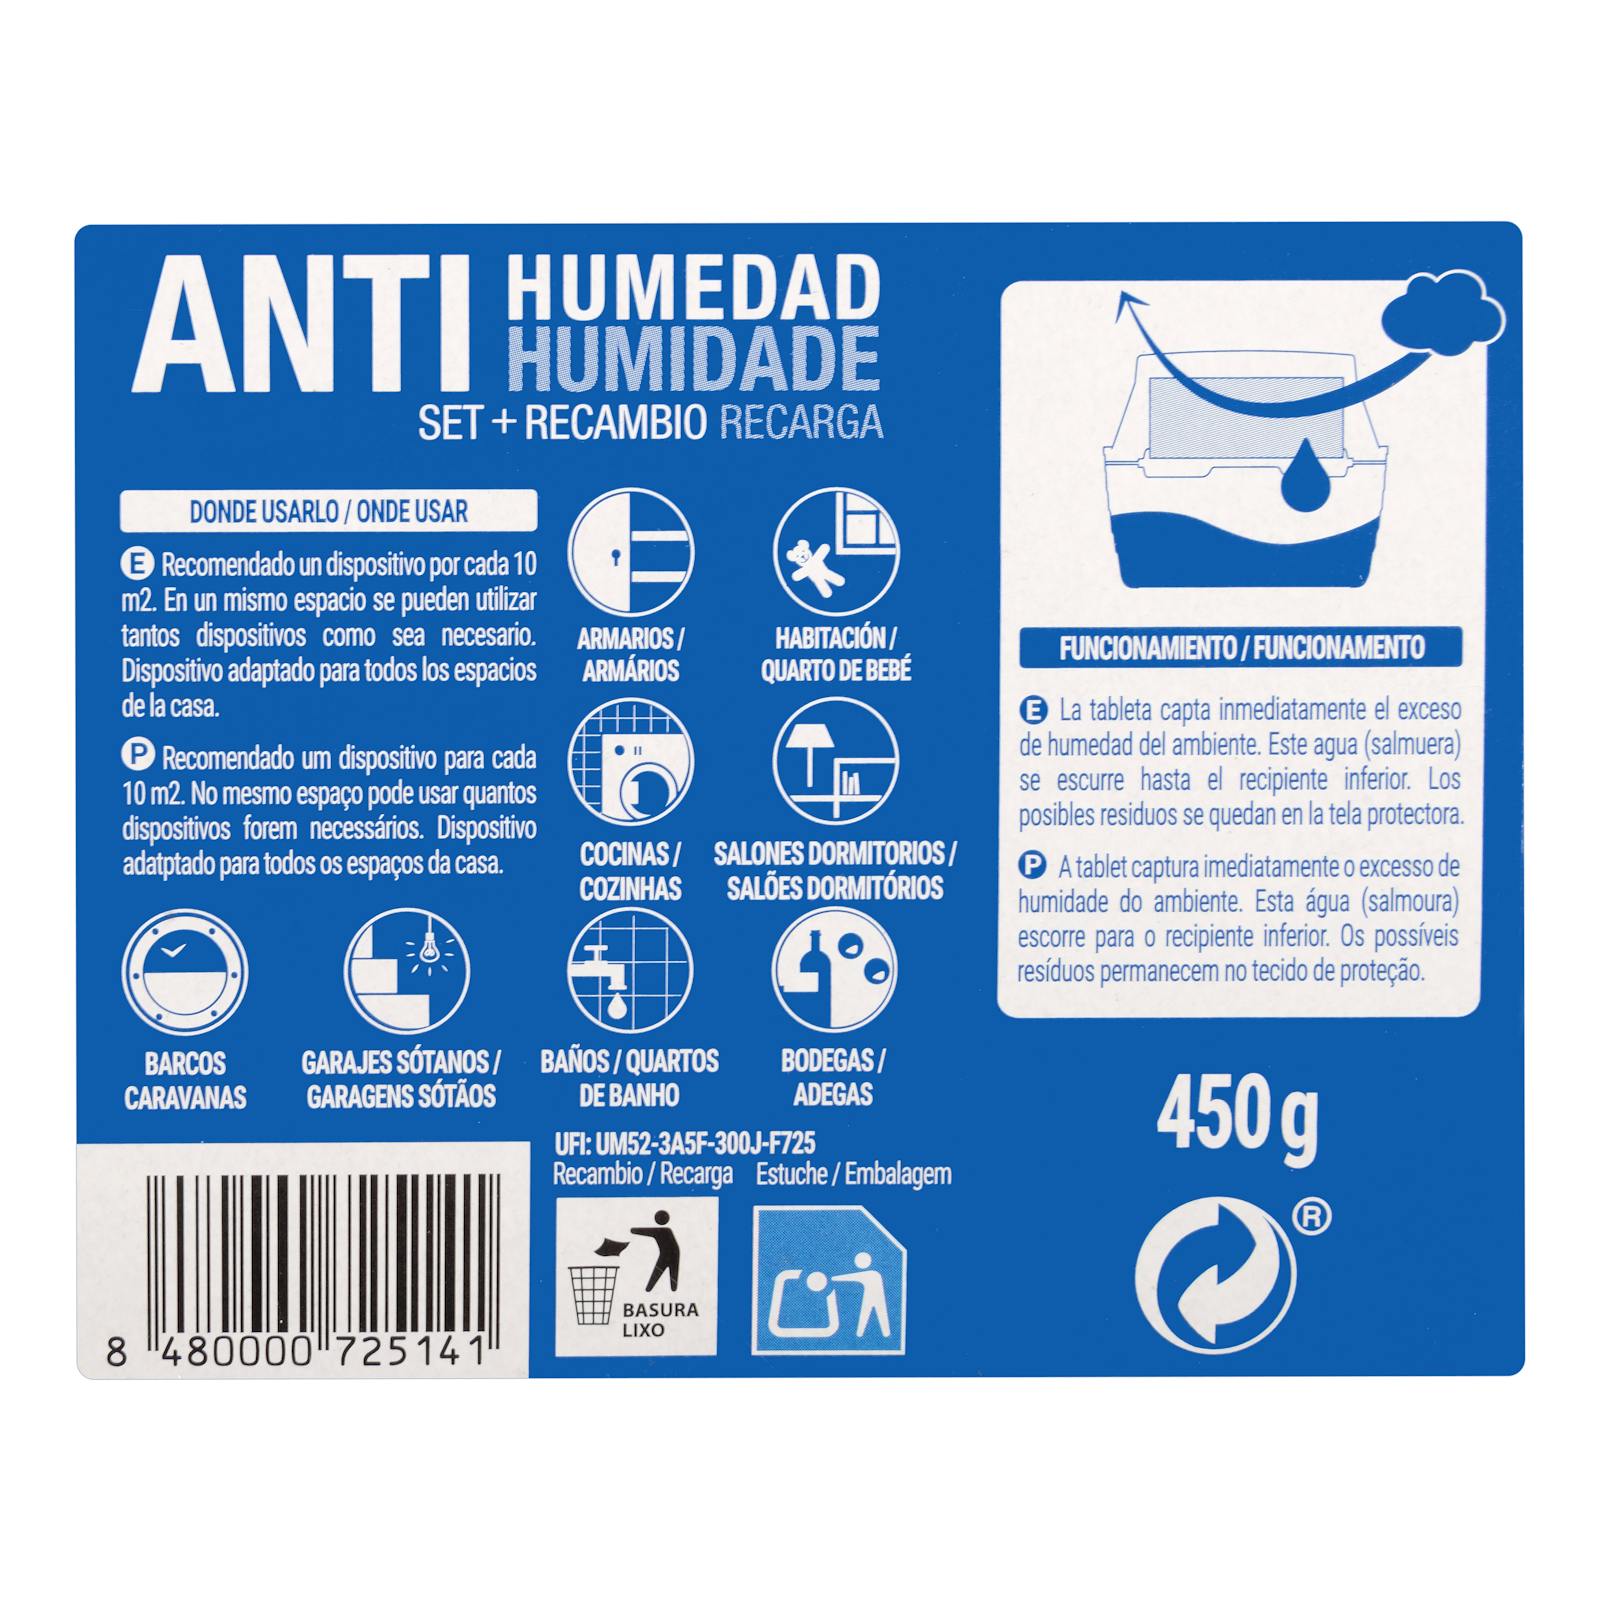 ANTI HUMEDAD
HUMIDADE
SET + RECAMBIO RECARGA
DONDE USARLO / ONDE USAR
E Recomendado un dispositivo por cada 10
m2. En un mismo espacio se pueden utilizar
tantos dispositivos como sea necesario.
Dispositivo adaptado para todos los espacios
de la casa.
P Recomendado um dispositivo para cada
10 m2. No mesmo espaço pode usar quantos
dispositivos forem necessários. Dispositivo
adatptado para todos os espaços da casa.
ARMARIOS /
ARMÁRIOS
HABITACIÓN /
QUARTO DE BEBÉ
COCINAS /
COZINHAS
SALONES DORMITORIOS /
SALÕES DORMITÓRIOS
BARCOS
CARAVANAS
GARAJES SÓTANOS /
GARAGENS SÓTÃOS
BAÑOS / QUARTOS
DE BANHO
BODEGAS /
ADEGAS
UFI: UM52-3A5F-300J-F725
Recambio / Recarga Estuche / Embalagem
BASURA
LIXO
8 480000 725141
FUNCIONAMIENTO / FUNCIONAMENTO
E La tableta capta inmediatamente el exceso
de humedad del ambiente. Este agua (salmuera)
se escurre hasta el recipiente inferior. Los
posibles residuos se quedan en la tela protectora.
P A tablet captura imediatamente o excesso de
humidade do ambiente. Esta água (salmoura)
escorre para o recipiente inferior. Os possíveis
resíduos permanecem no tecido de proteção.
450 g
®